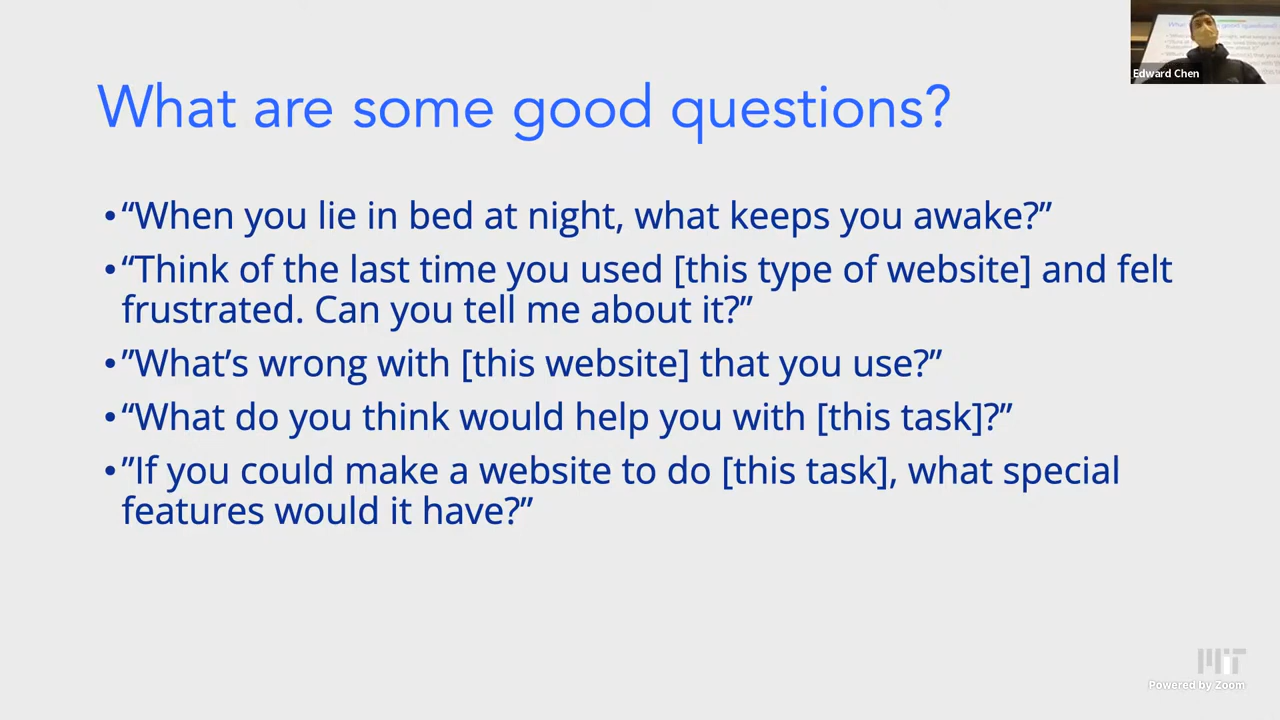 What are some good questions?
Edward Chen
• “When you lie in bed at night, what keeps you awake?”
• “Think of the last time you used [this type of website] and felt
frustrated. Can you tell me about it?”
• ”What’s wrong with [this website] that you use?”
• “What do you think would help you with [this task]?”
• ”If you could make a website to do [this task], what special
features would it have?”
MIT
Powered by Zoom